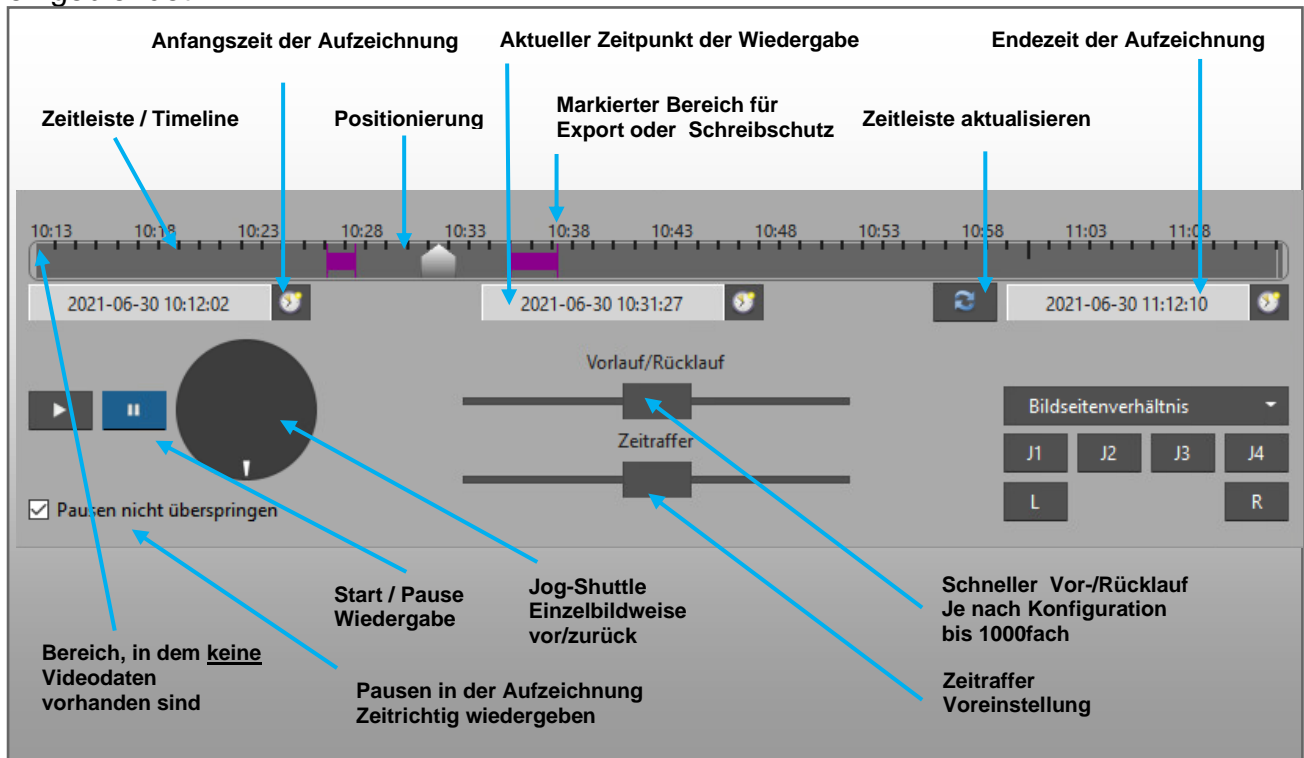 Anfangszeit der Aufzeichnung
Aktueller Zeitpunkt der Wiedergabe
Endezeit der Aufzeichnung
Zeitleiste / Timeline
Positionierung
Markierter Bereich für
Export oder Schreibschutz
Zeitleiste aktualisieren
10:13 10:18 10:23 10:28 10:33 10:38 10:43 10:48 10:53 10:58 11:03 11:08
2021-06-30 10:12:02
2021-06-30 10:31:27
2021-06-30 11:12:10
Vorlauf/Rücklauf
Zeitraffer
Bildseitenverhältnis
J1 J2 J3 J4
L R
Pausen nicht überspringen
Start / Pause
Wiedergabe
Jog-Shuttle
Einzelbildweise
vor/zurück
Schneller Vor-/Rücklauf
Je nach Konfiguration
bis 1000fach
Bereich, in dem keine
Videodaten
vorhanden sind
Pausen in der Aufzeichnung
Zeitrichtig wiedergeben
Zeitraffer
Voreinstellung